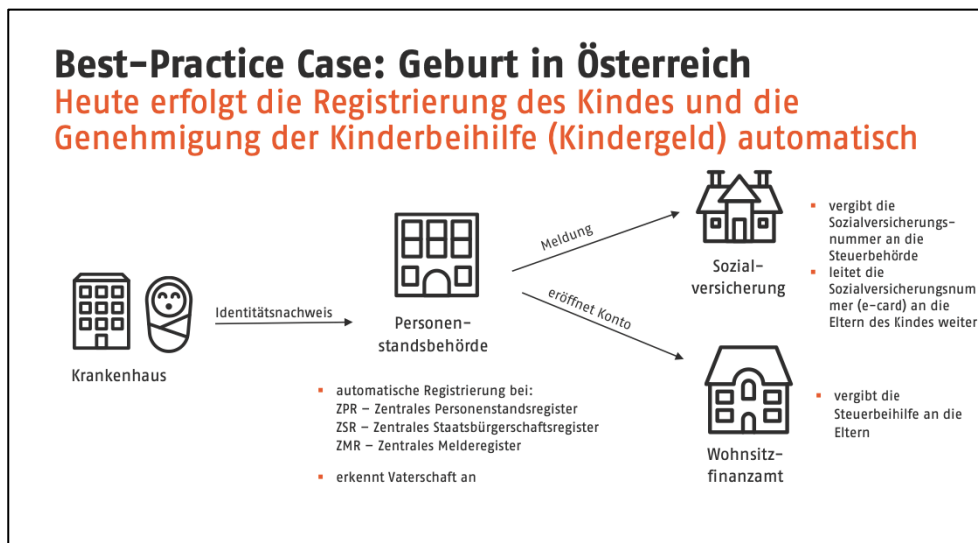 Best-Practice Case: Geburt in Österreich
Heute erfolgt die Registrierung des Kindes und die
Genehmigung der Kinderbeihilfe (Kindergeld) automatisch
Krankenhaus
Identitätsnachweis
Personen-
standsbehörde
▪ automatische Registrierung bei:
ZPR – Zentrales Personenstandsregister
ZSR – Zentrales Staatsbürgerschaftsregister
ZMR – Zentrales Melderegister
▪ erkennt Vaterschaft an
Meldung
eröffnet Konto
Sozial-
versicherung
▪ vergibt die
Sozialversicherungs-
nummer an die
Steuerbehörde
▪ leitet die
Sozialversicherungsnum
mer (e-card) an die
Eltern des Kindes weiter
Wohnsitz-
finanzamt
▪ vergibt die
Steuerbeihilfe an die
Eltern